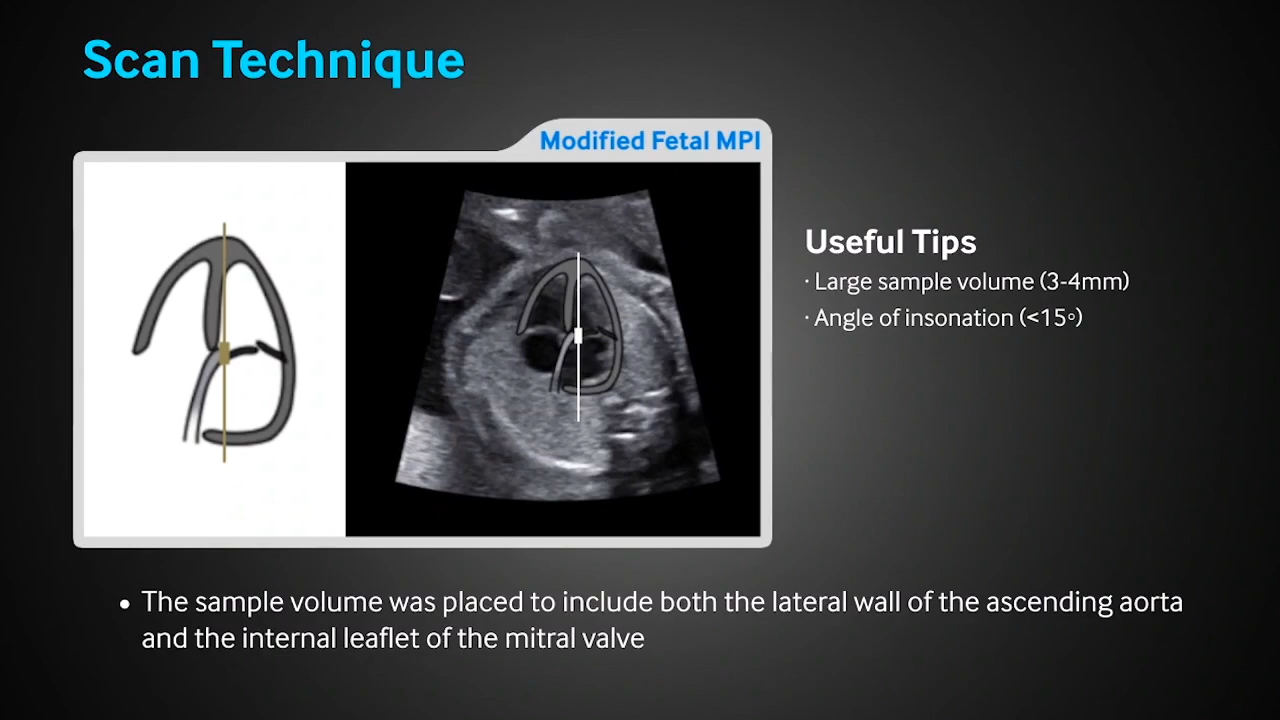 Scan Technique
Modified Fetal MPI
Useful Tips
· Large sample volume (3-4mm)
· Angle of insonation (<15◦)
• The sample volume was placed to include both the lateral wall of the ascending aorta
and the internal leaflet of the mitral valve